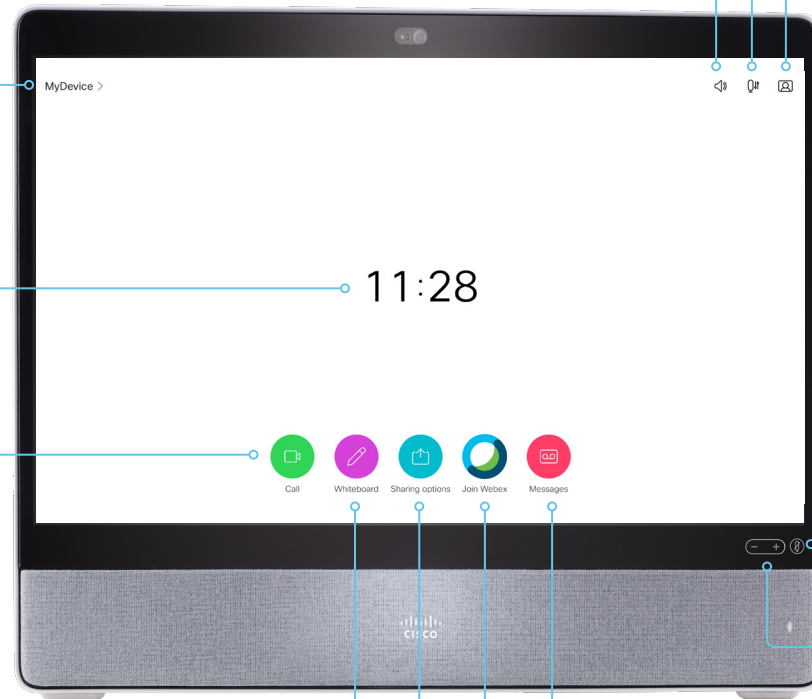 MyDevice >
11:28
Call Whiteboard Sharing options Join Webex Messages
- +
CISCO